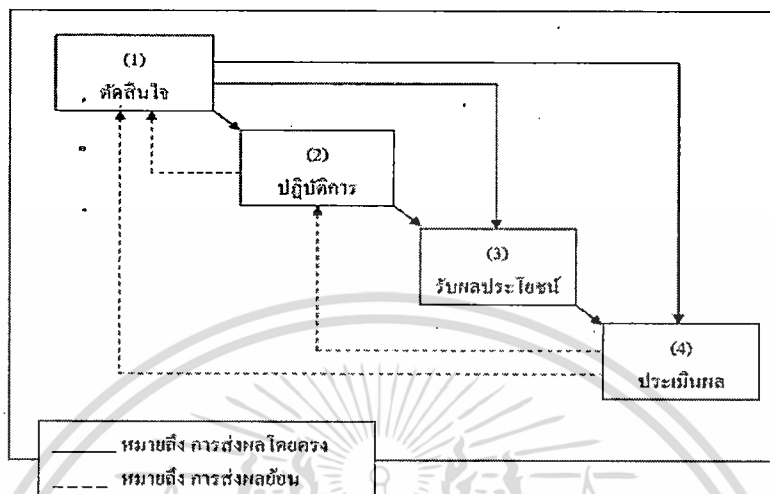 (1)
ตัดสินใจ
(2)
ปฏิบัติการ
(3)
รับผลประโยชน์
(4)
ประเมินผล
หมายถึง การส่งผลโดยตรง
หมายถึง การส่งผลย้อน